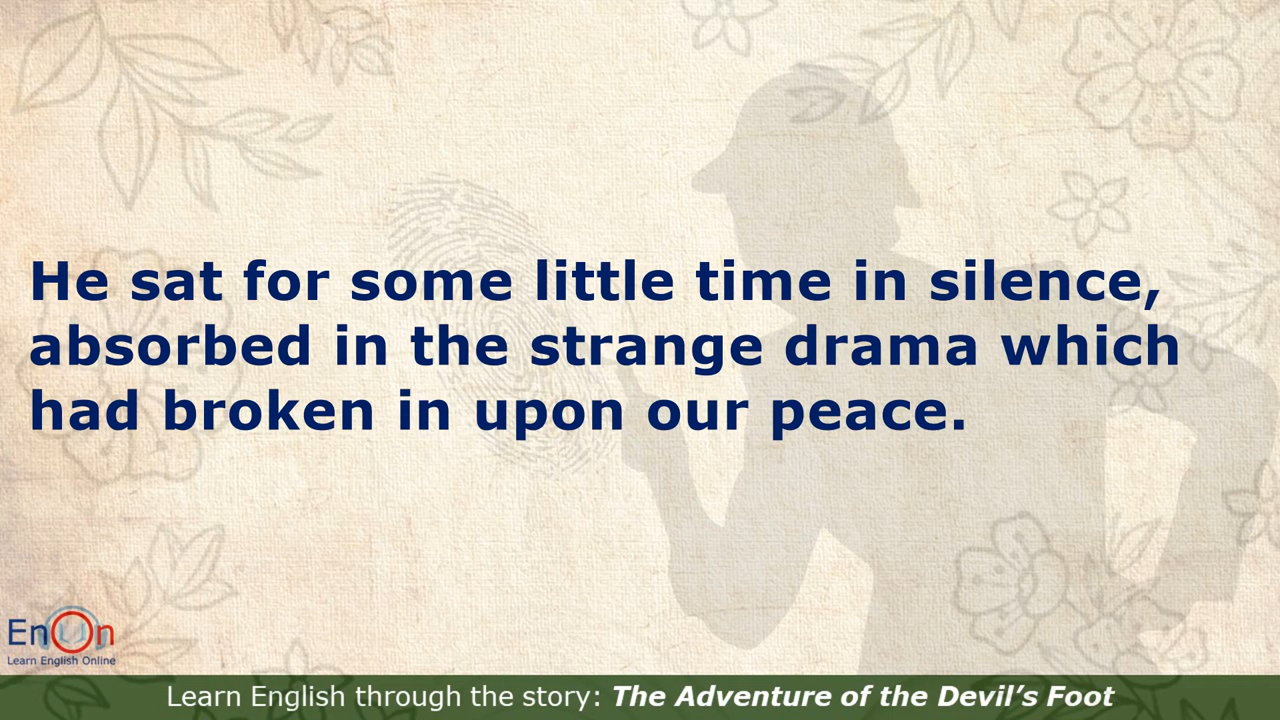 He sat for some little time in silence,
absorbed in the strange drama which
had broken in upon our peace.
EnOn
Learn English Online
Learn English through the story: The Adventure of the Devil’s Foot